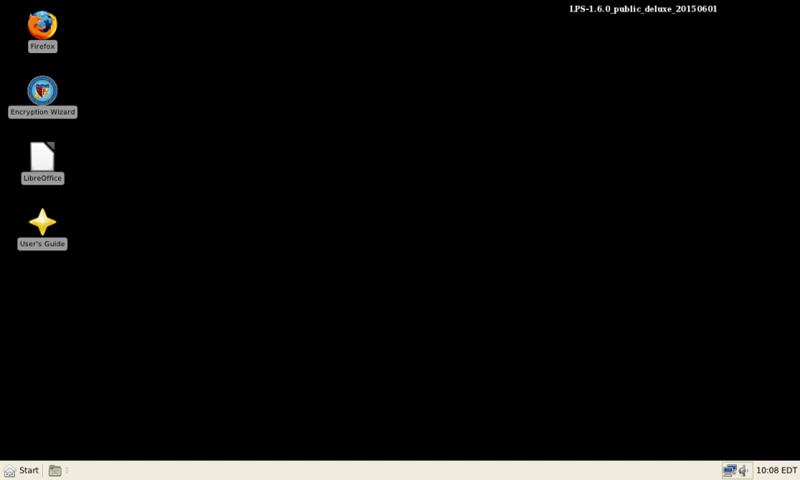 LPS-1.6.0_public_deluxe_20150601
Firefox
Encryption Wizard
LibreOffice
User's Guide
Start
10:08 EDT